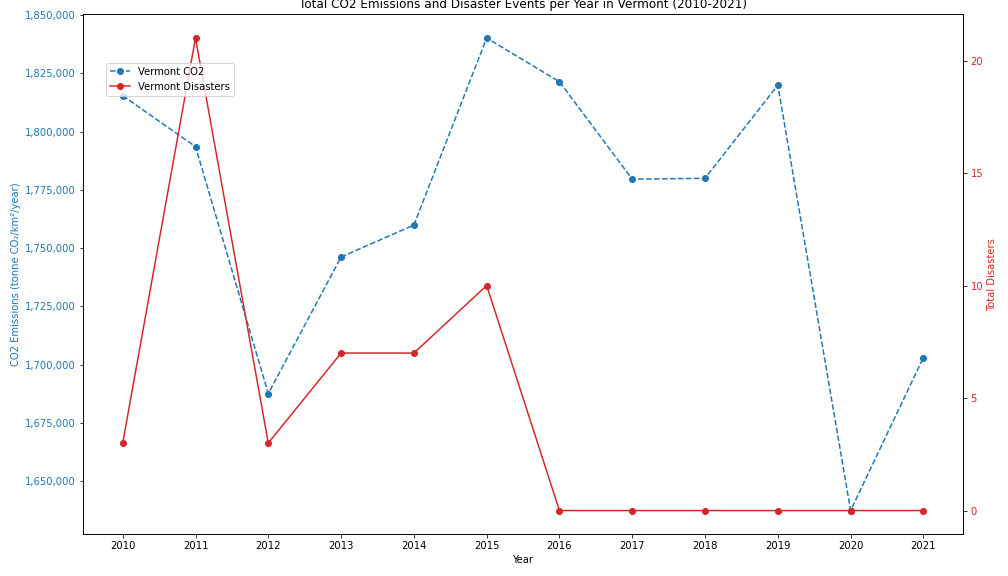 Total CO2 Emissions and Disaster Events per Year in Vermont (2010-2021)
1,850,000
1,825,000
1,800,000
1,775,000
1,750,000
1,725,000
1,700,000
1,675,000
1,650,000
CO2 Emissions (tonne CO₂/km²/year)
Vermont CO2
Vermont Disasters
20
15
10
5
0
Total Disasters
2010 2011 2012 2013 2014 2015 2016 2017 2018 2019 2020 2021
Year